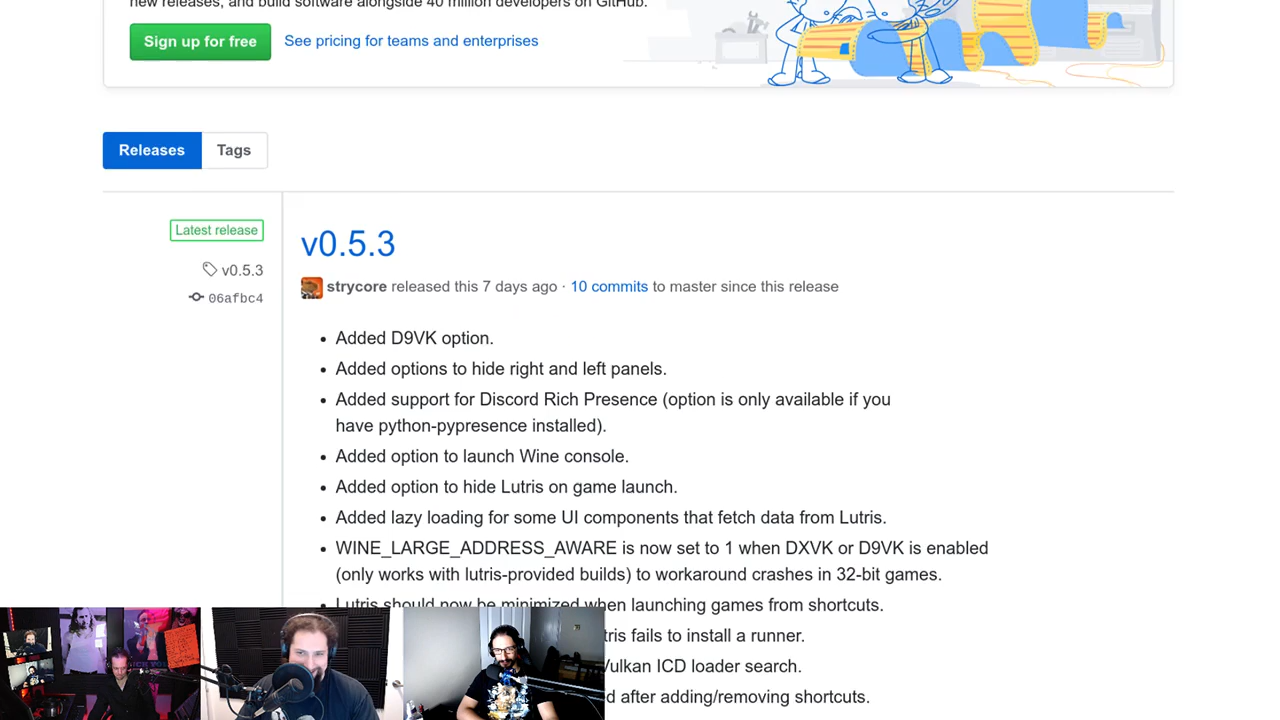 new releases, and build software alongside 40 million developers on GitHub.
Sign up for free
See pricing for teams and enterprises
Releases
Tags
Latest release
v0.5.3
06afbc4
v0.5.3
strycore released this 7 days ago · 10 commits to master since this release
Added D9VK option.
Added options to hide right and left panels.
Added support for Discord Rich Presence (option is only available if you
have python-pypresence installed).
Added option to launch Wine console.
Added option to hide Lutris on game launch.
Added lazy loading for some UI components that fetch data from Lutris.
WINE_LARGE_ADDRESS_AWARE is now set to 1 when DXVK or D9VK is enabled
(only works with lutris-provided builds) to workaround crashes in 32-bit games.
Lutris should now be minimized when launching games from shortcuts.
tris fails to install a runner.
Vulkan ICD loader search.
d after adding/removing shortcuts.